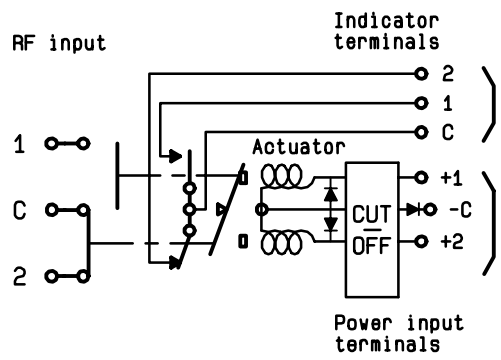 Indicator
terminals
RF input
2
1
C
Actuator
1
C
2
+1
-C
+2
CUT
OFF
Power input
terminals